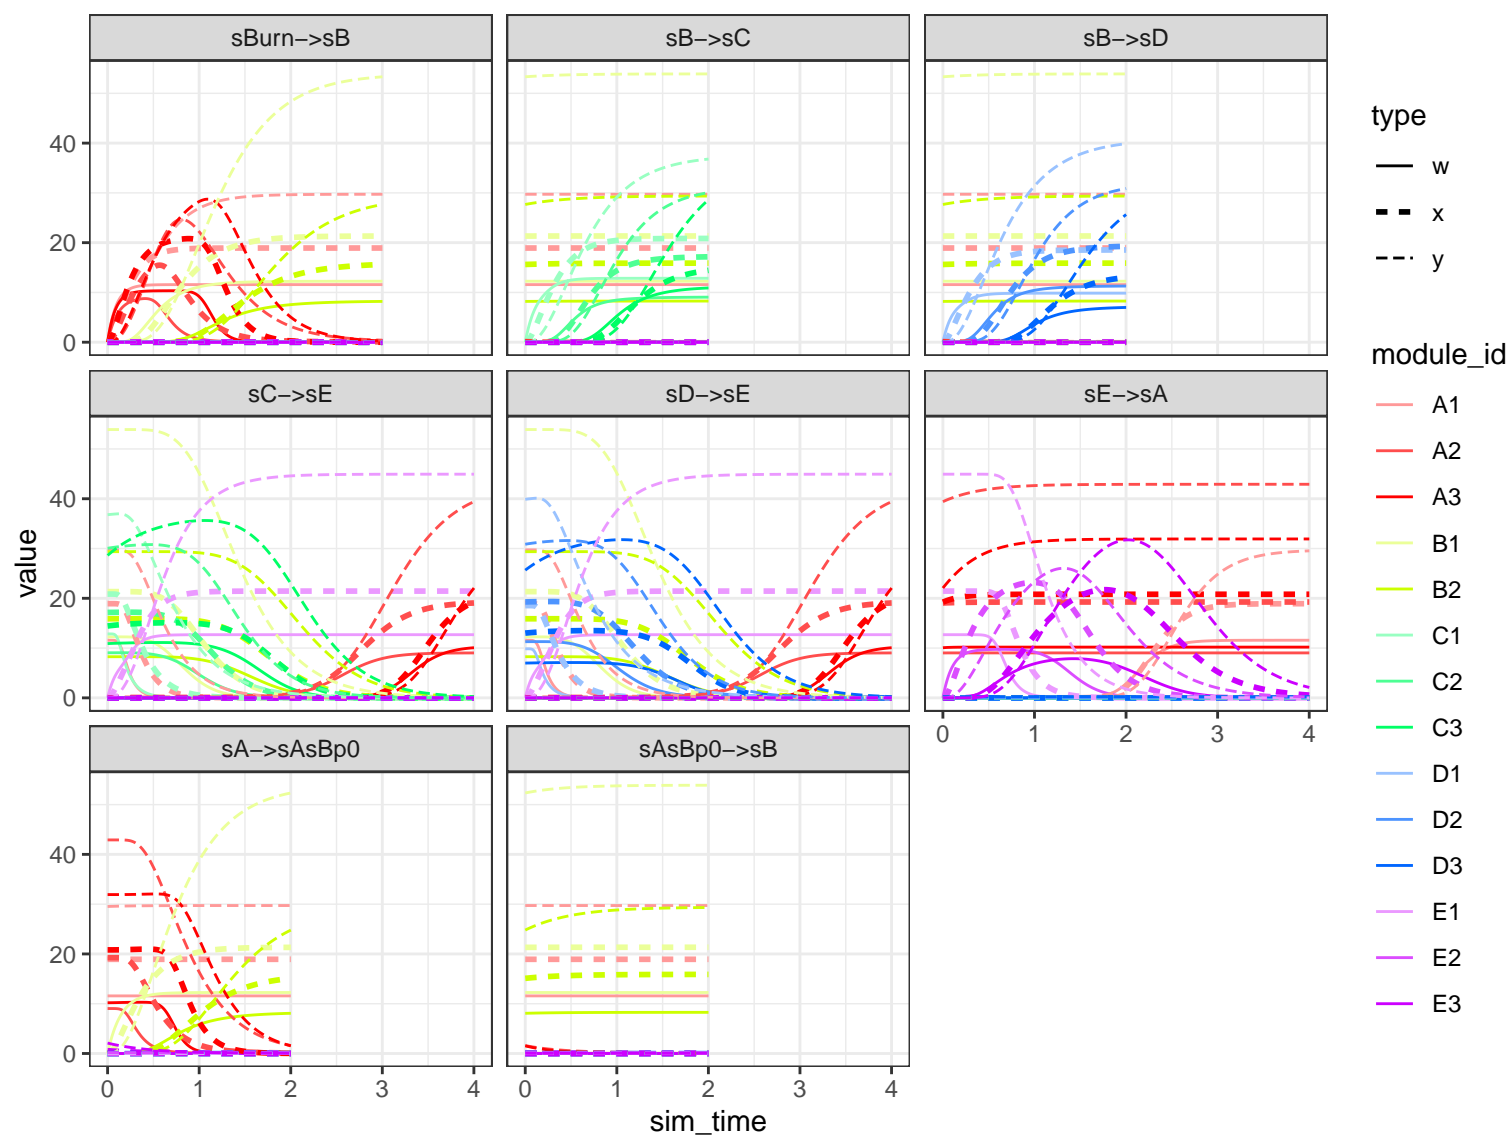 sBurn−>sB
sB−>sC
sB−>sD
40
20
0
sC−>sE
sD−>sE
sE−>sA
40
20
0
0 1 2 3 4
sA−>sAsBp0
sAsBp0−>sB
40
20
0
0 1 2 3 4
0 1 2 3 4
sim_time
value
type
w
x
y
module_id
A1
A2
A3
B1
B2
C1
C2
C3
D1
D2
D3
E1
E2
E3